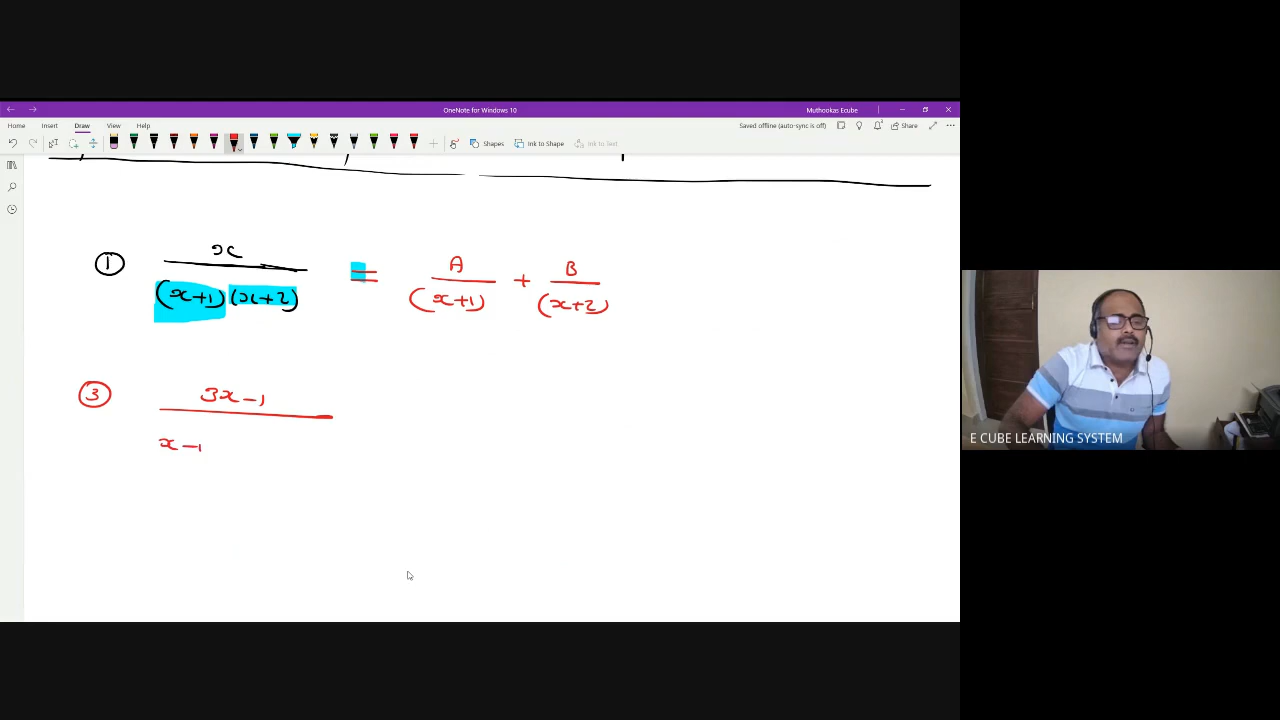 OneNote for Windows 10
Muthookas Ecube
Home Insert Draw View Help
Saved offline (auto-sync is off) Share
Shapes Ink to Shape Ink to Text
① x / (x+1)(x+2) = A / (x+1) + B / (x+2)
③ 3x-1
x-1
E CUBE LEARNING SYSTEM